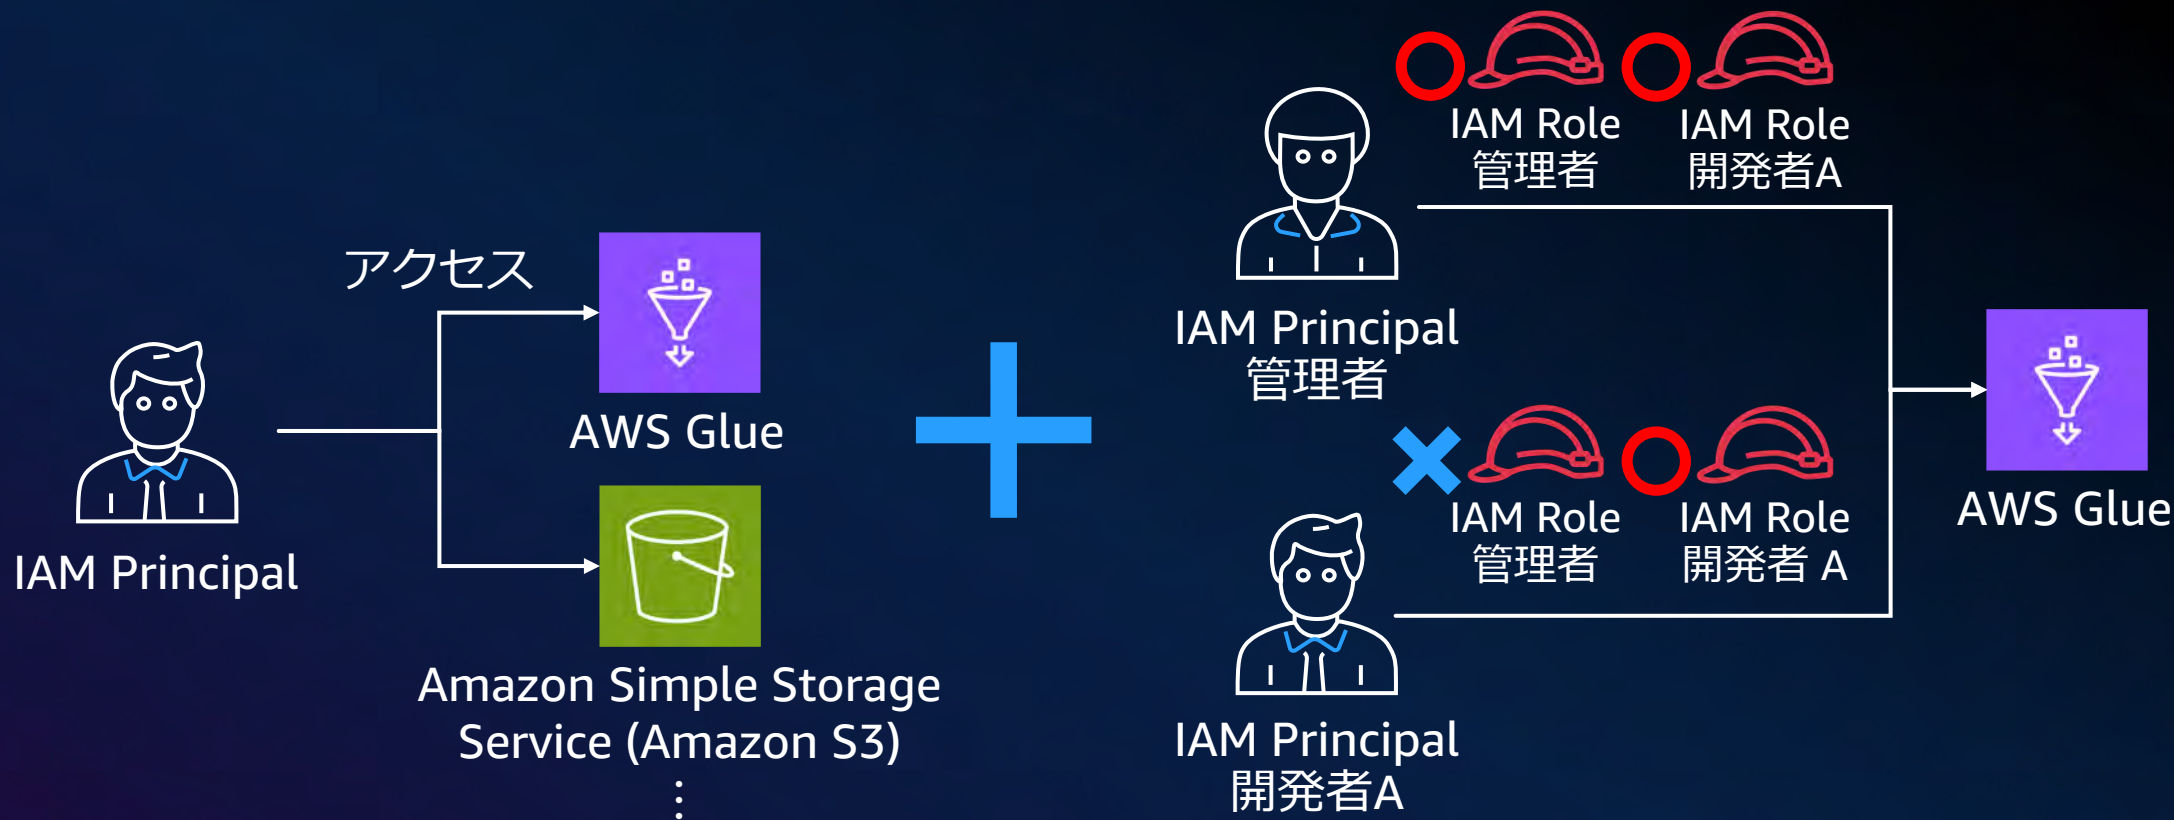 アクセス
IAM Principal
AWS Glue
Amazon Simple Storage
Service (Amazon S3)
⋮
IAM Role
管理者
IAM Role
開発者A
IAM Principal
管理者
IAM Role
管理者
IAM Role
開発者 A
IAM Principal
開発者A
AWS Glue